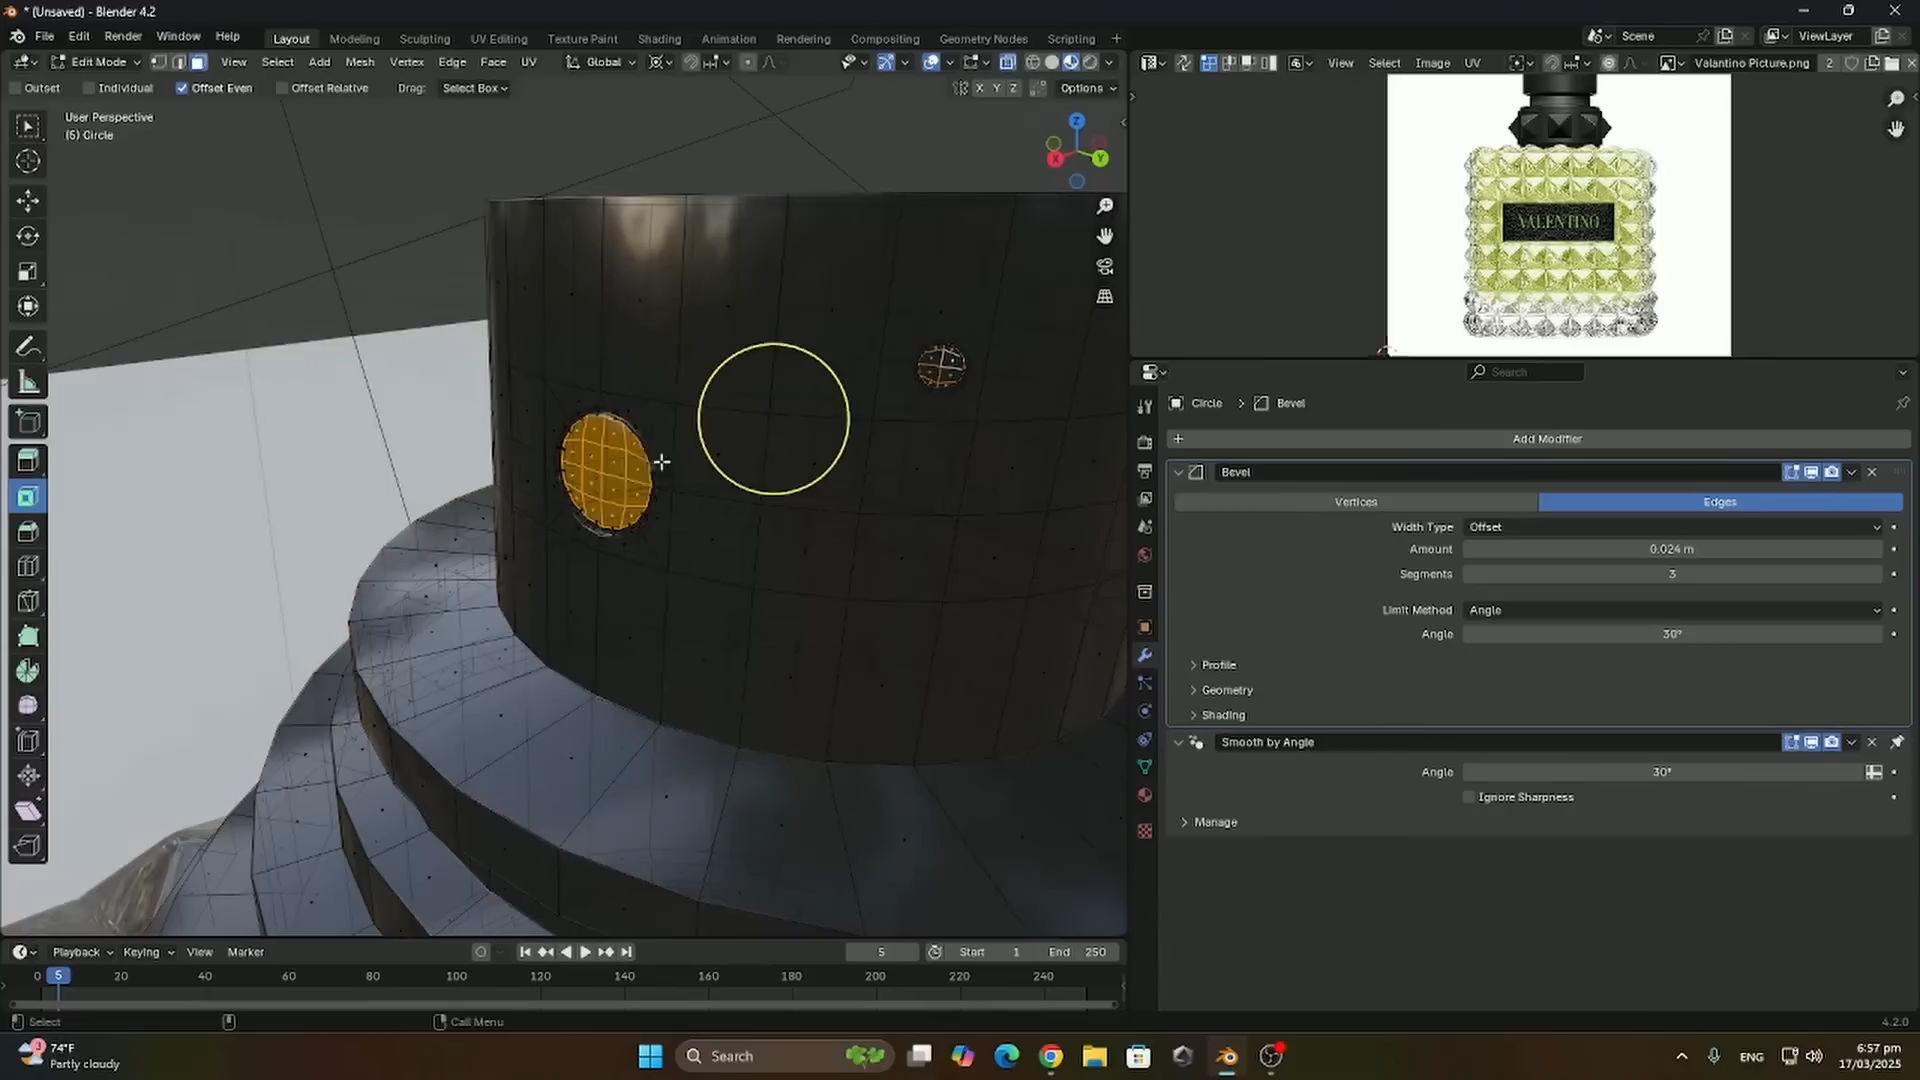 * (Unsaved) - Blender 4.2
File Edit Render Window Help
Layout Modeling Sculpting UV Editing Texture Paint Shading Animation Rendering Compositing Geometry Nodes Scripting +
Scene
ViewLayer
Edit Mode View Select Add Mesh Vertex Edge Face UV Global
View Select Image UV Valantino Picture.png 2
Outset Individual Offset Even Offset Relative Drag: Select Box X Y Z Options
User Perspective
(5) Circle
Z
X Y
VALENTINO
Search
Circle > Bevel
+ Add Modifier
Bevel
Vertices Edges
Width Type Offset
Amount 0.024 m
Segments 3
Limit Method Angle
Angle 30°
Profile
Geometry
Shading
Smooth by Angle
Angle 30°
Ignore Sharpness
Manage
Playback Keying View Marker 5 Start 1 End 250
0 5 20 40 60 80 100 120 140 160 180 200 220 240
Select Call Menu 4.2.0
3
74°F
Partly cloudy
Search
ENG
6:57 pm
17/03/2025